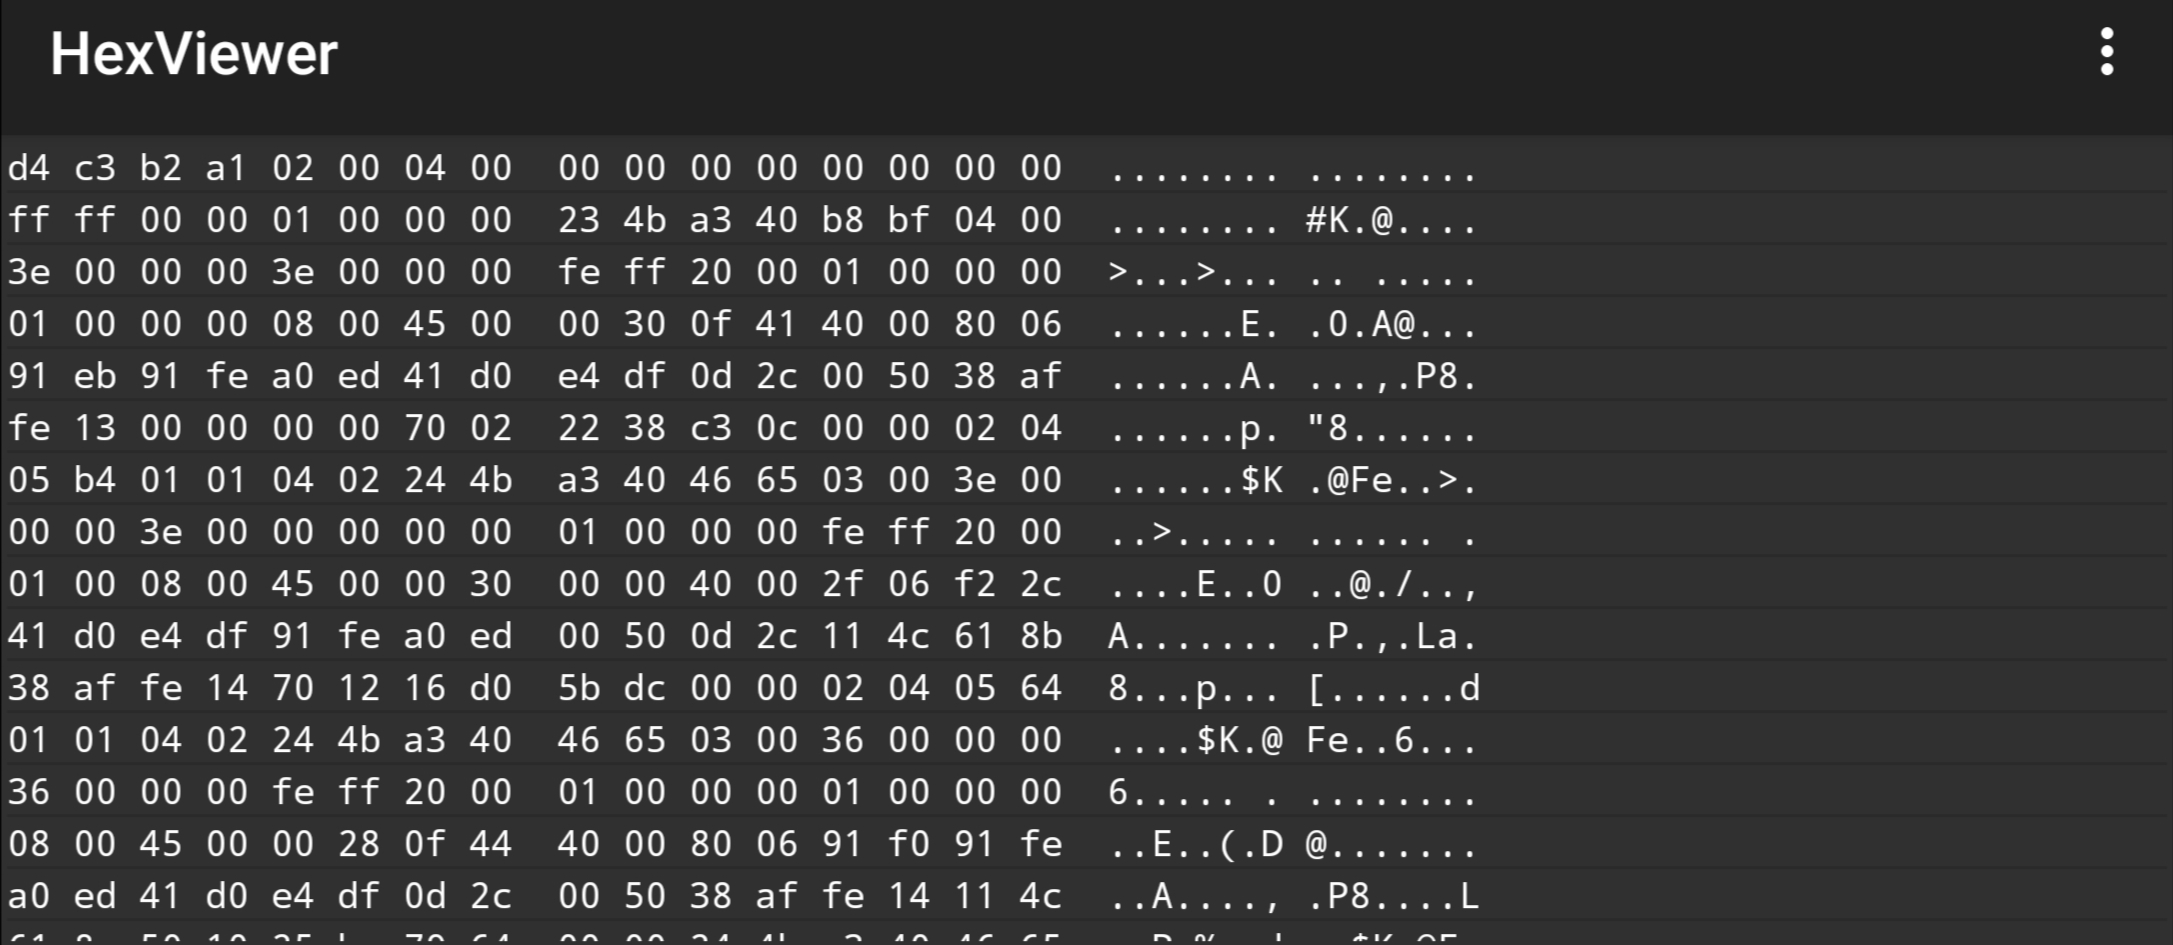 HexViewer
d4 c3 b2 a1 02 00 04 00 00 00 00 00 00 00 00 00 ........ ........
ff ff 00 00 01 00 00 00 23 4b a3 40 b8 bf 04 00 ........ #K.@....
3e 00 00 00 3e 00 00 00 fe ff 20 00 01 00 00 00 >...>... .. .....
01 00 00 00 08 00 45 00 00 30 0f 41 40 00 80 06 ......E. .0.A@...
91 eb 91 fe a0 ed 41 d0 e4 df 0d 2c 00 50 38 af ......A. ...,.P8.
fe 13 00 00 00 00 70 02 22 38 c3 0c 00 00 02 04 ......p. "8......
05 b4 01 01 04 02 24 4b a3 40 46 65 03 00 3e 00 ......$K .@Fe..>.
00 00 3e 00 00 00 00 00 01 00 00 00 fe ff 20 00 ..>..... ...... .
01 00 08 00 45 00 00 30 00 00 40 00 2f 06 f2 2c ....E..0 ..@./..,
41 d0 e4 df 91 fe a0 ed 00 50 0d 2c 11 4c 61 8b A....... .P.,.La.
38 af fe 14 70 12 16 d0 5b dc 00 00 02 04 05 64 8...p... [......d
01 01 04 02 24 4b a3 40 46 65 03 00 36 00 00 00 ....$K.@ Fe..6...
36 00 00 00 fe ff 20 00 01 00 00 00 01 00 00 00 6..... . ........
08 00 45 00 00 28 0f 44 40 00 80 06 91 f0 91 fe ..E..(.D @.......
a0 ed 41 d0 e4 df 0d 2c 00 50 38 af fe 14 11 4c ..A...., .P8....L